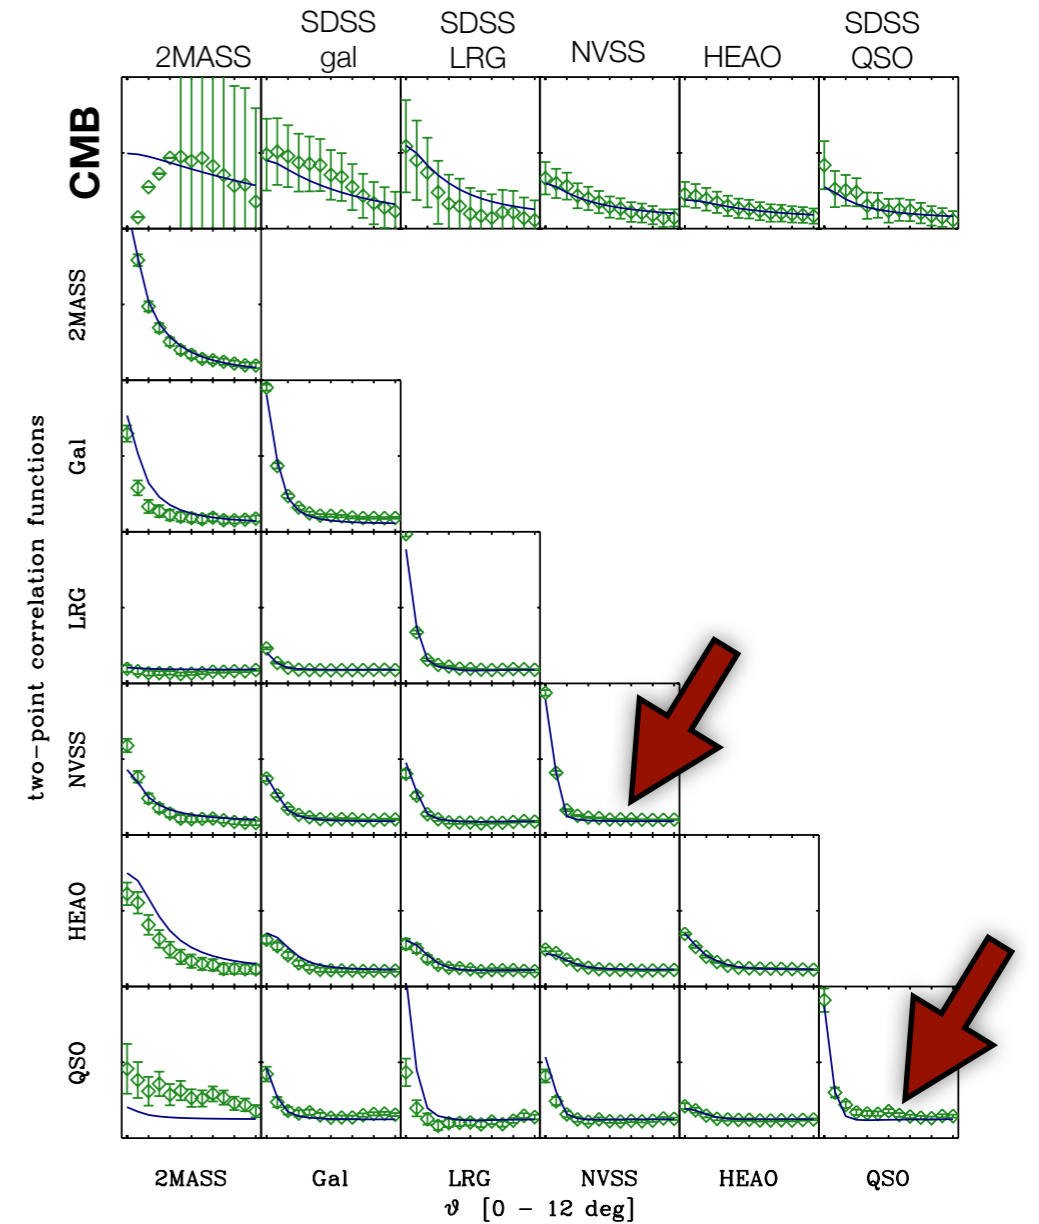 2MASS SDSS gal SDSS LRG NVSS HEAO SDSS QSO
CMB
2MASS
Gal
LRG
NVSS
HEAO
QSO
two-point correlation functions
2MASS Gal LRG NVSS HEAO QSO
ϑ [0 - 12 deg]